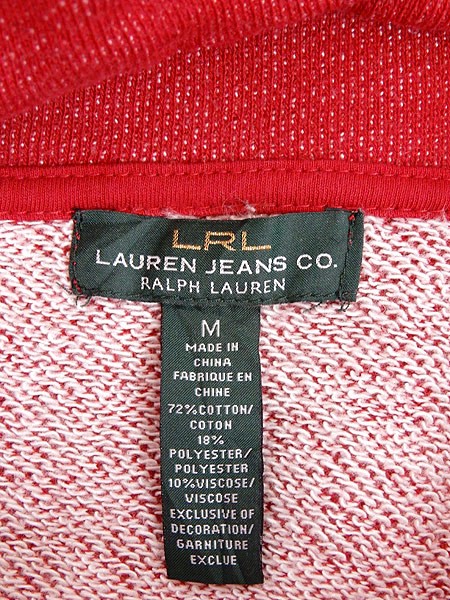 LRL
LAUREN JEANS CO.
RALPH LAUREN
M
MADE IN
CHINA
FABRIQUE EN
CHINE
72%COTTON/
COTON
18%
POLYESTER/
POLYESTER
10%VISCOSE/
VISCOSE
EXCLUSIVE OF
DECORATION/
GARNITURE
EXCLUE